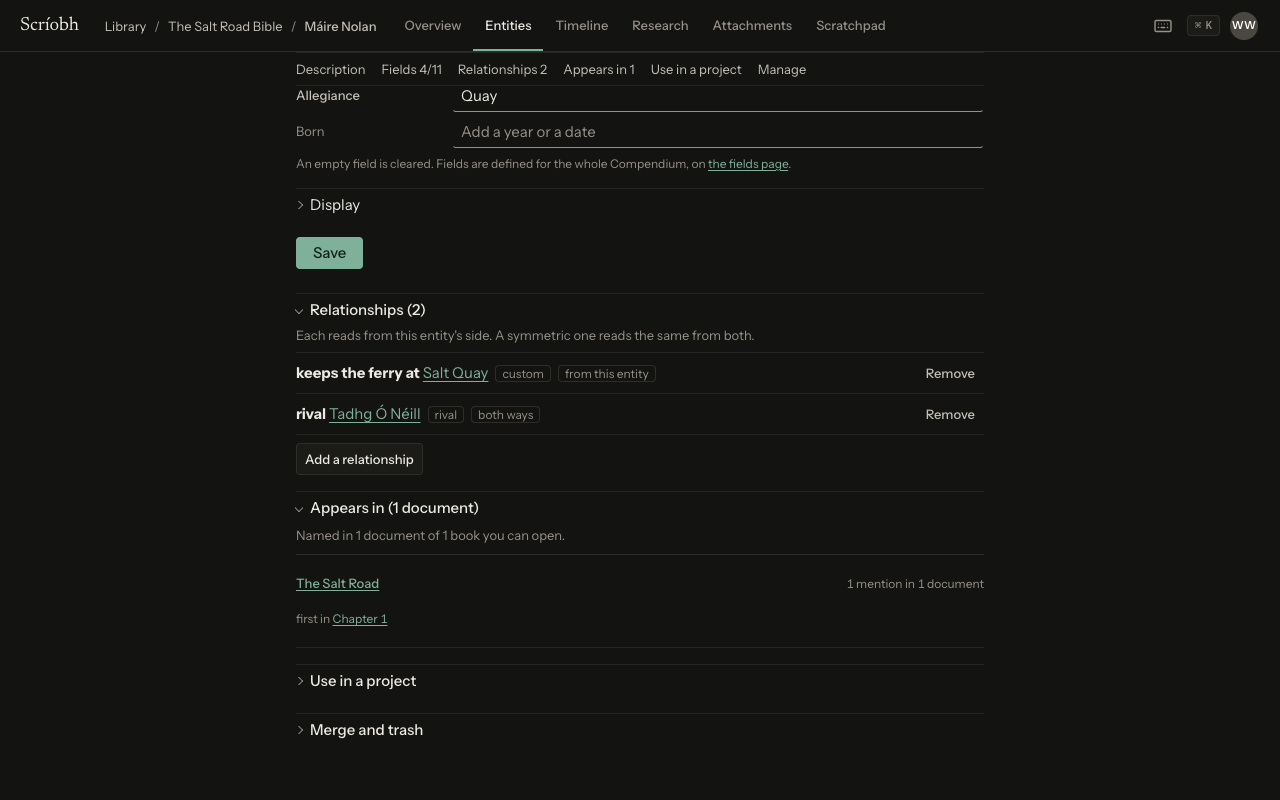 Scríobh Library / The Salt Road Bible / Máire Nolan Overview Entities Timeline Research Attachments Scratchpad ⌘ K WW
Description Fields 4/11 Relationships 2 Appears in 1 Use in a project Manage
Allegiance Quay
Born Add a year or a date
An empty field is cleared. Fields are defined for the whole Compendium, on the fields page.
Display
Save
Relationships (2)
Each reads from this entity's side. A symmetric one reads the same from both.
keeps the ferry at Salt Quay custom from this entity Remove
rival Tadhg Ó Néill rival both ways Remove
Add a relationship
Appears in (1 document)
Named in 1 document of 1 book you can open.
The Salt Road 1 mention in 1 document
first in Chapter 1
Use in a project
Merge and trash